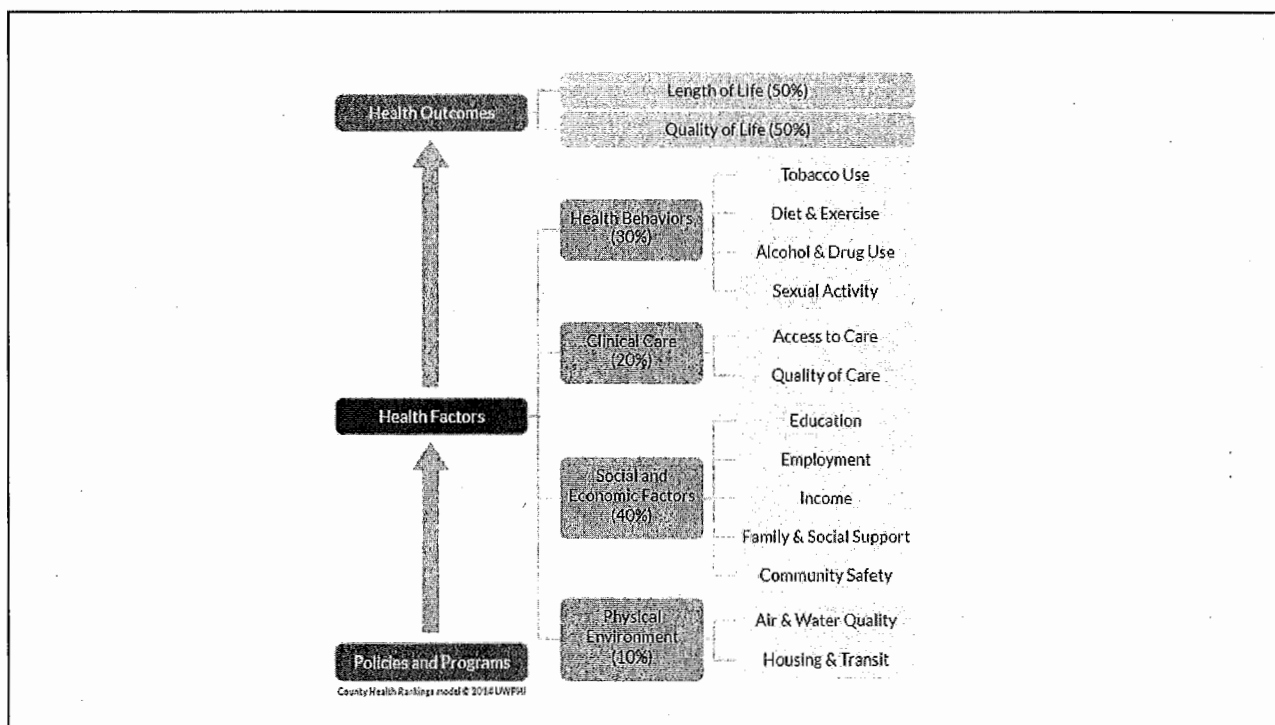 Health Outcomes
Length of Life (50%)
Quality of Life (50%)
Health Behaviors
(30%)
Tobacco Use
Diet & Exercise
Alcohol & Drug Use
Sexual Activity
Clinical Care
(20%)
Access to Care
Quality of Care
Health Factors
Social and
Economic Factors
(40%)
Education
Employment
Income
Family & Social Support
Community Safety
Physical
Environment
(10%)
Air & Water Quality
Housing & Transit
Policies and Programs
County Health Rankings model © 2014 UWPHI